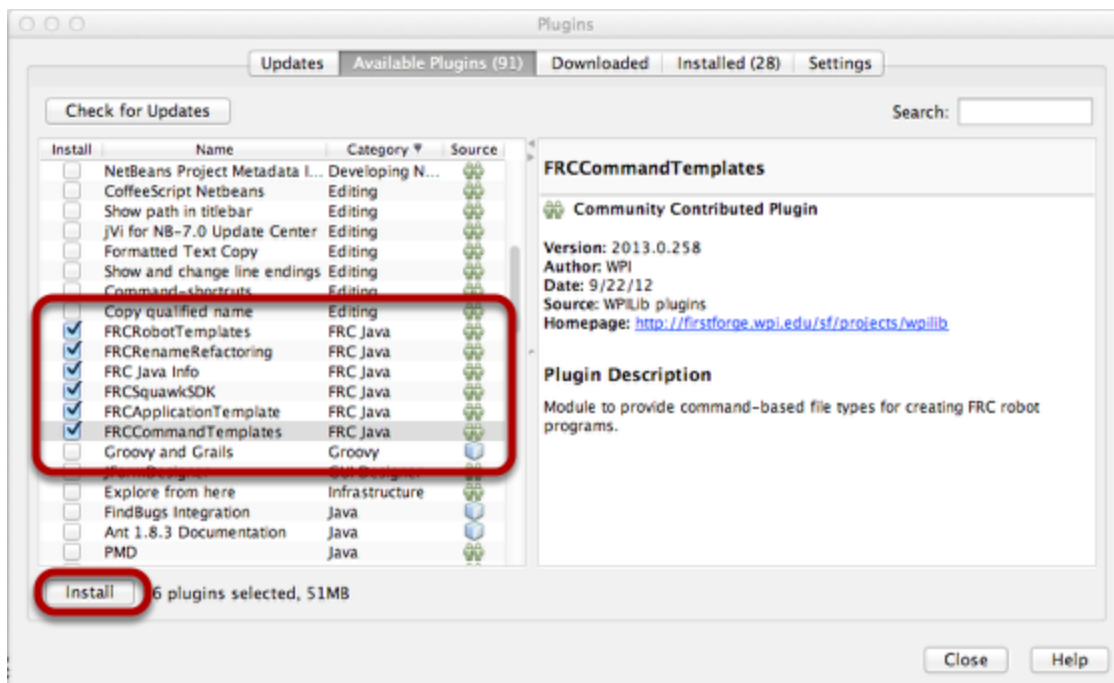 Plugins
Updates Available Plugins (91) Downloaded Installed (28) Settings
Check for Updates Search:
Install Name Category Source
NetBeans Project Metadata I... Developing N...
CoffeeScript Netbeans Editing
Show path in titlebar Editing
jVi for NB-7.0 Update Center Editing
Formatted Text Copy Editing
Show and change line endings Editing
Command-shortcuts Editing
Copy qualified name Editing
FRCRobotTemplates FRC Java
FRCRenameRefactoring FRC Java
FRC Java Info FRC Java
FRCSquawkSDK FRC Java
FRCApplicationTemplate FRC Java
FRCCommandTemplates FRC Java
Groovy and Grails Groovy
JFormDesigner GUI Designer
Explore from here Infrastructure
FindBugs Integration Java
Ant 1.8.3 Documentation Java
PMD Java
FRCCommandTemplates
Community Contributed Plugin
Version: 2013.0.258
Author: WPI
Date: 9/22/12
Source: WPILib plugins
Homepage: http://firstforge.wpi.edu/sf/projects/wpilib
Plugin Description
Module to provide command-based file types for creating FRC robot
programs.
Install 6 plugins selected, 51MB
Close Help